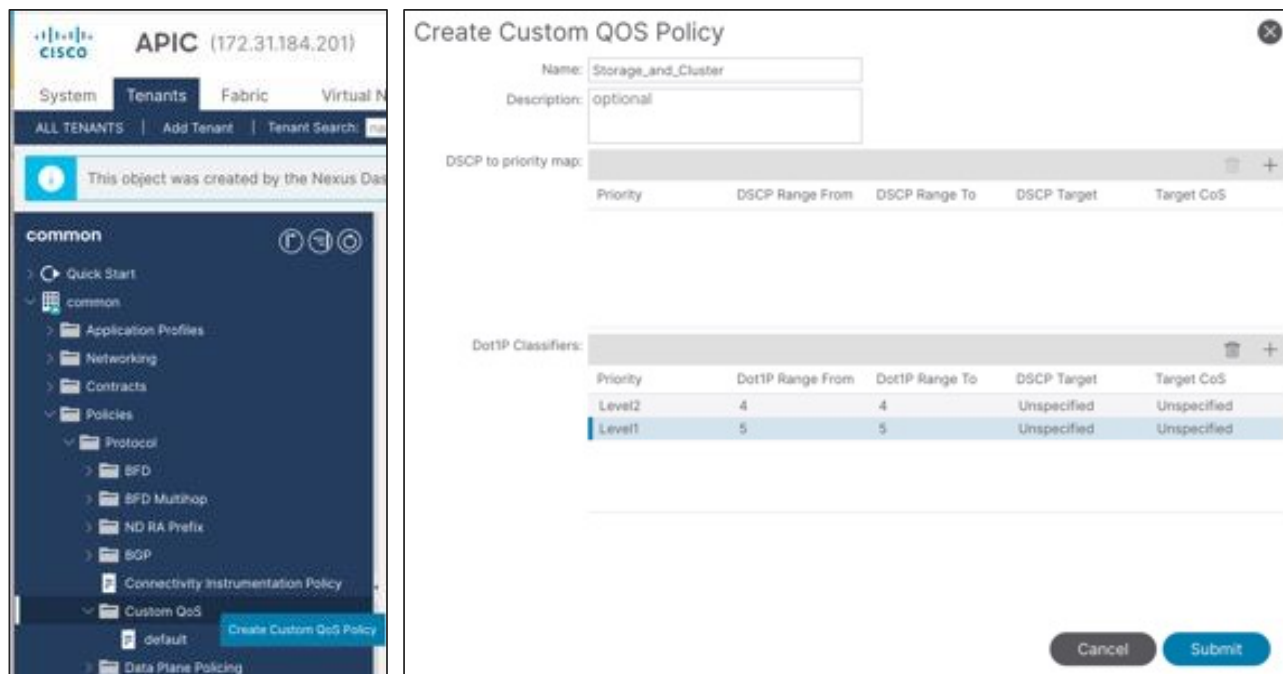 CISCO
APIC (172.31.184.201)
System Tenants Fabric Virtual N
ALL TENANTS | Add Tenant | Tenant Search:
This object was created by the Nexus Das
common
Quick Start
common
Application Profiles
Networking
Contracts
Policies
Protocol
BFD
BFD Multihop
ND RA Prefix
BGP
Connectivity Instrumentation Policy
Custom QoS
Create Custom QoS Policy
default
Data Plane Policing
Create Custom QOS Policy
Name: Storage_and_Cluster
Description: optional
DSCP to priority map:
Priority DSCP Range From DSCP Range To DSCP Target Target CoS
Dot1P Classifiers:
Priority Dot1P Range From Dot1P Range To DSCP Target Target CoS
Level2 4 4 Unspecified Unspecified
Level1 5 5 Unspecified Unspecified
Cancel Submit